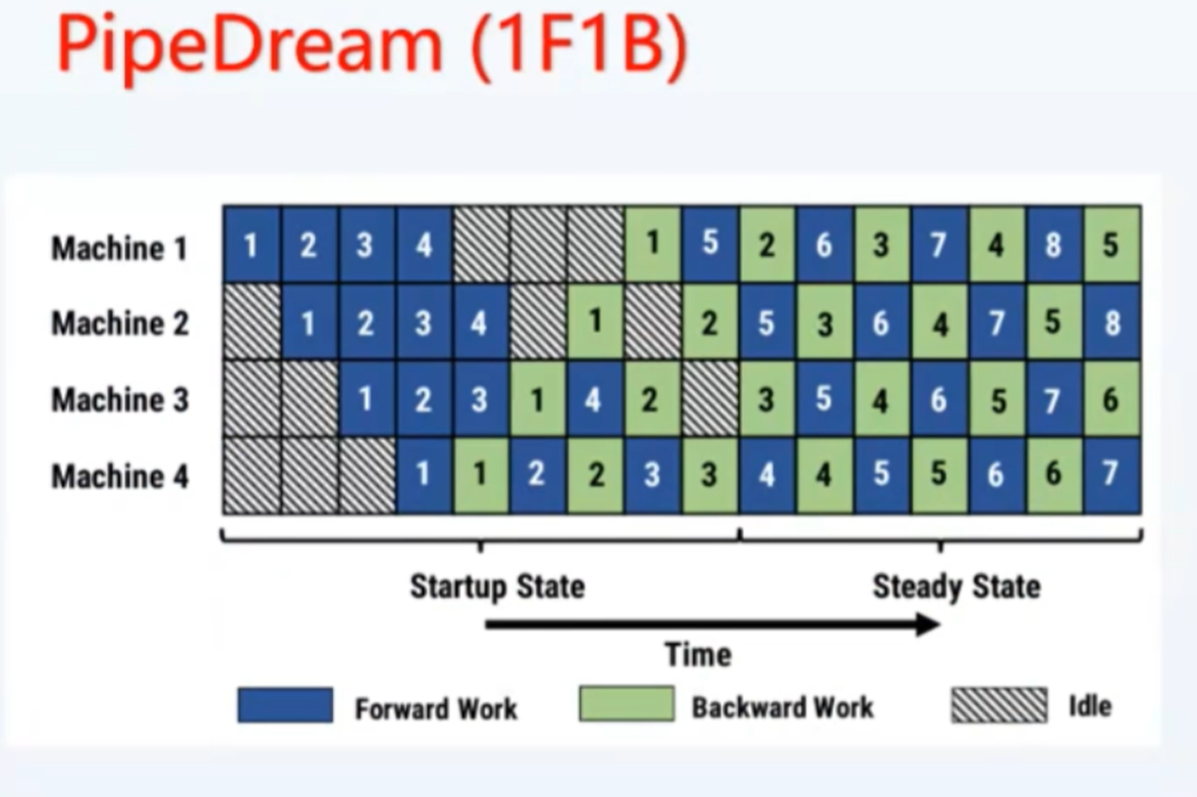 PipeDream (1F1B)
Machine 1 1 2 3 4 1 5 2 6 3 7 4 8 5
Machine 2 1 2 3 4 1 2 5 3 6 4 7 5 8
Machine 3 1 2 3 1 4 2 3 5 4 6 5 7 6
Machine 4 1 1 2 2 3 3 4 4 5 5 6 6 7
Startup State Steady State
Time
Forward Work Backward Work Idle